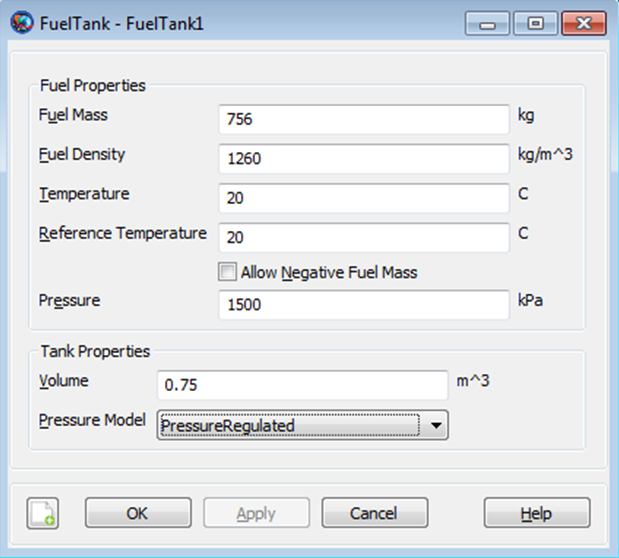 FuelTank - FuelTank1
Fuel Properties
Fuel Mass 756 kg
Fuel Density 1260 kg/m^3
Temperature 20 C
Reference Temperature 20 C
Allow Negative Fuel Mass
Pressure 1500 kPa
Tank Properties
Volume 0.75 m^3
Pressure Model PressureRegulated
OK Apply Cancel Help